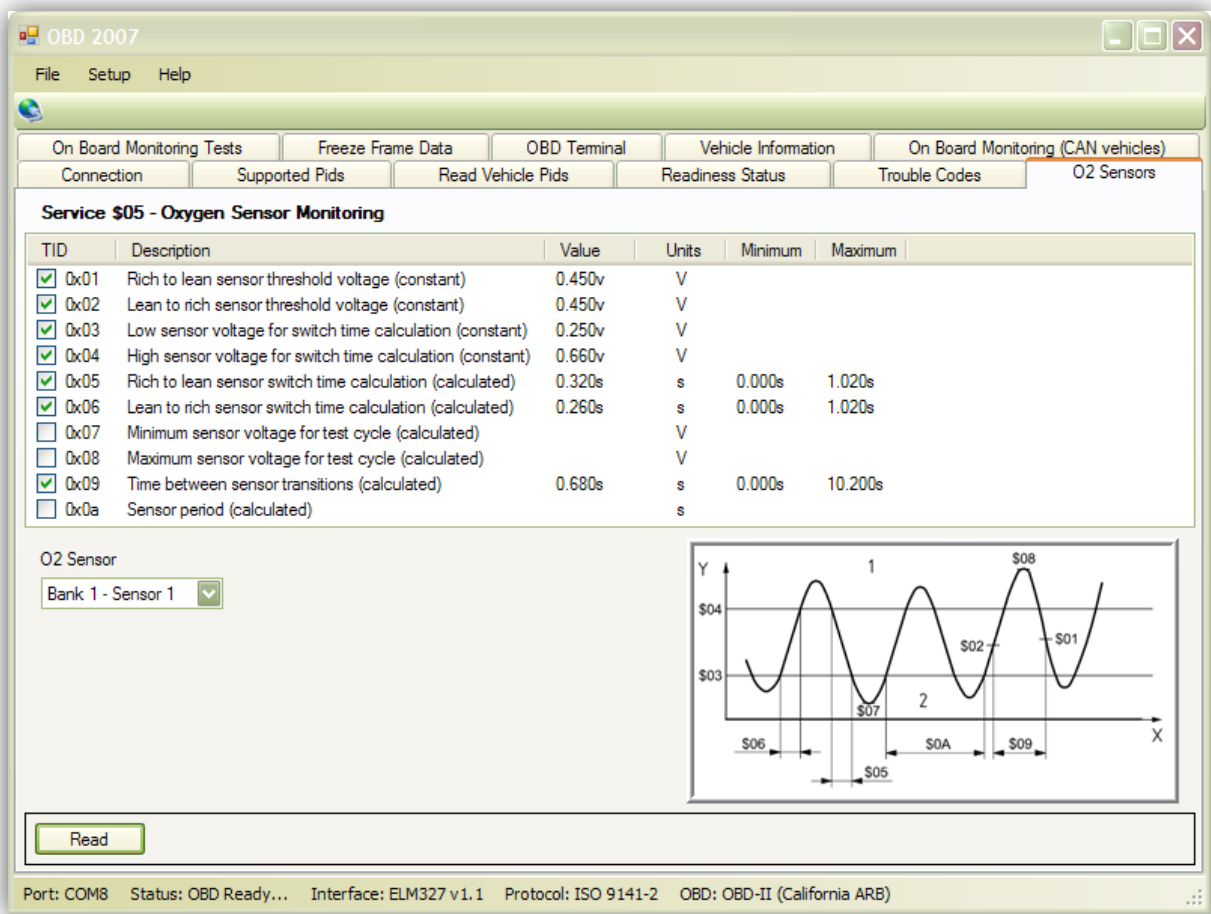 OBD 2007
File Setup Help
On Board Monitoring Tests Freeze Frame Data OBD Terminal Vehicle Information On Board Monitoring (CAN vehicles)
Connection Supported Pids Read Vehicle Pids Readiness Status Trouble Codes O2 Sensors
Service $05 - Oxygen Sensor Monitoring
TID Description Value Units Minimum Maximum
0x01 Rich to lean sensor threshold voltage (constant) 0.450v V
0x02 Lean to rich sensor threshold voltage (constant) 0.450v V
0x03 Low sensor voltage for switch time calculation (constant) 0.250v V
0x04 High sensor voltage for switch time calculation (constant) 0.660v V
0x05 Rich to lean sensor switch time calculation (calculated) 0.320s s 0.000s 1.020s
0x06 Lean to rich sensor switch time calculation (calculated) 0.260s s 0.000s 1.020s
0x07 Minimum sensor voltage for test cycle (calculated) V
0x08 Maximum sensor voltage for test cycle (calculated) V
0x09 Time between sensor transitions (calculated) 0.680s s 0.000s 10.200s
0x0a Sensor period (calculated) s
O2 Sensor
Bank 1 - Sensor 1
Y 1 $08
$04
$02 $01
$03
$07 2
X
$06 $0A $09
$05
Read
Port: COM8 Status: OBD Ready... Interface: ELM327 v1.1 Protocol: ISO 9141-2 OBD: OBD-II (California ARB)